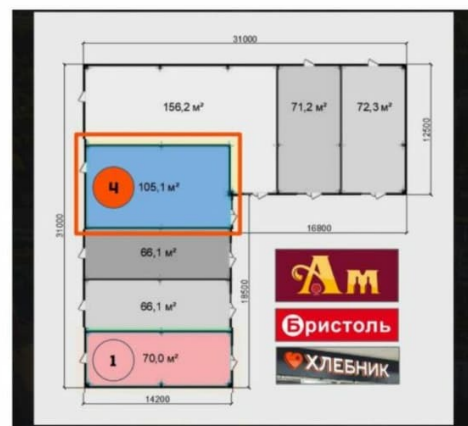 31000
156,2 м²
71,2 м²
72,3 м²
12500
4 105,1 м²
31000
16800
66,1 м²
18500
66,1 м²
1 70,0 м²
14200
Ам
Бристоль
ХЛЕБНИК